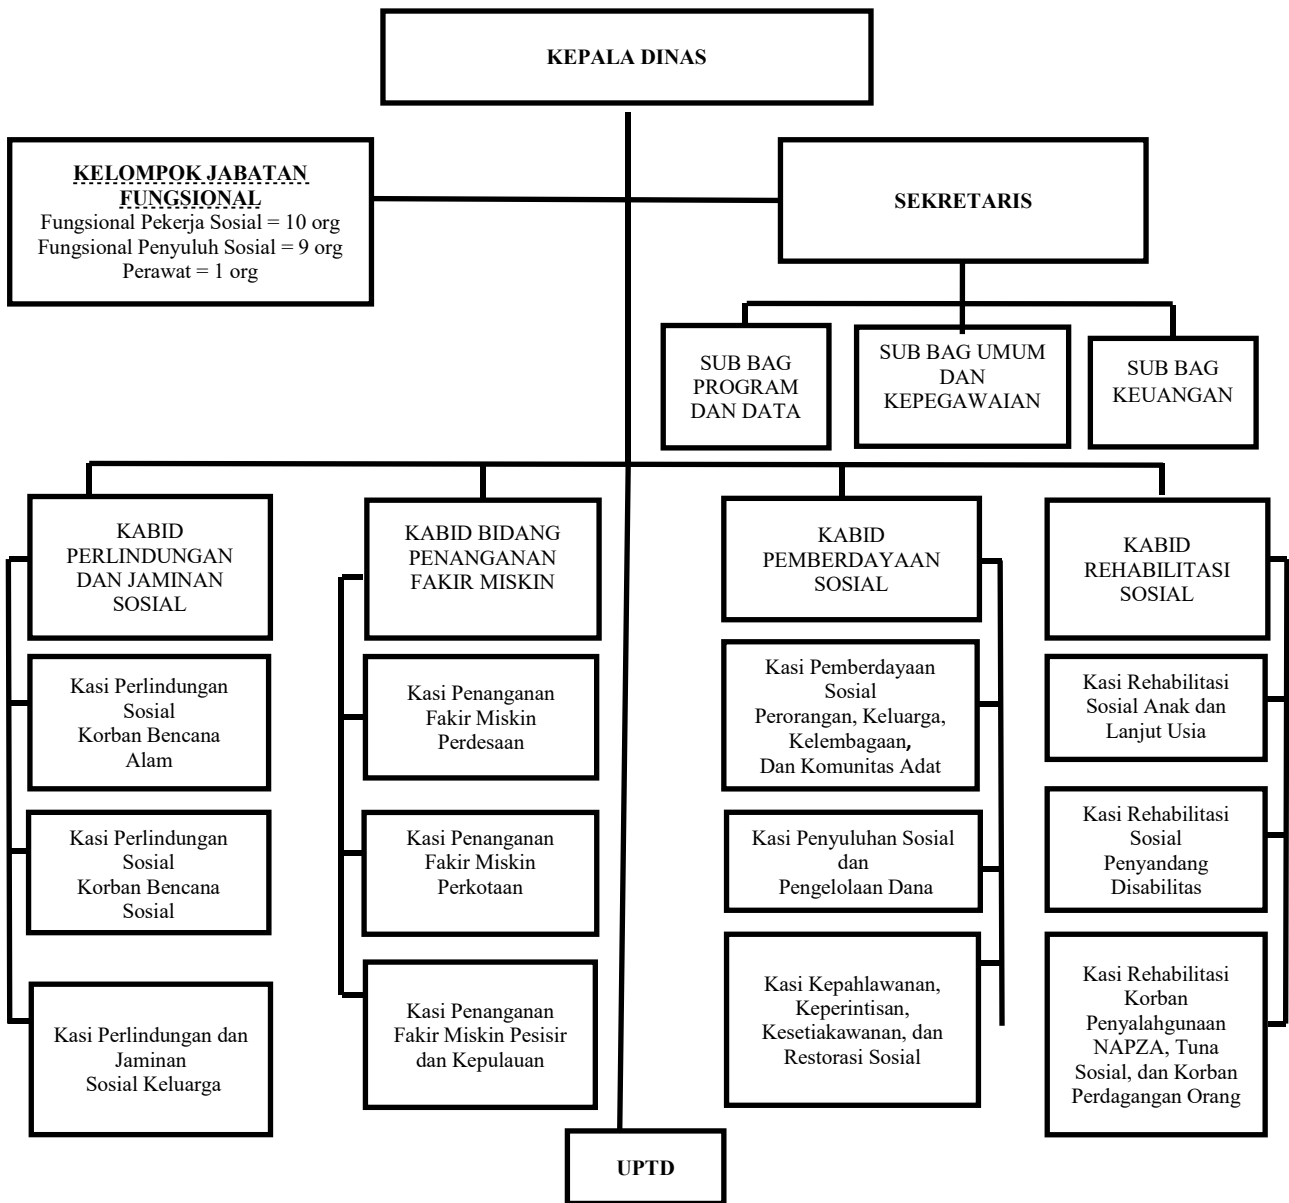 KEPALA DINAS
KELOMPOK JABATAN
FUNGSIONAL
Fungsional Pekerja Sosial = 10 org
Fungsional Penyuluh Sosial = 9 org
Perawat = 1 org
SEKRETARIS
SUB BAG
PROGRAM
DAN DATA
SUB BAG UMUM
DAN
KEPEGAWAIAN
SUB BAG
KEUANGAN
KABID
PERLINDUNGAN
DAN JAMINAN
SOSIAL
KABID BIDANG
PENANGANAN
FAKIR MISKIN
KABID
PEMBERDAYAAN
SOSIAL
KABID
REHABILITASI
SOSIAL
Kasi Perlindungan
Sosial
Korban Bencana
Alam
Kasi Penanganan
Fakir Miskin
Perdesaan
Kasi Pemberdayaan
Sosial
Perorangan, Keluarga,
Kelembagaan,
Dan Komunitas Adat
Kasi Rehabilitasi
Sosial Anak dan
Lanjut Usia
Kasi Perlindungan
Sosial
Korban Bencana
Sosial
Kasi Penanganan
Fakir Miskin
Perkotaan
Kasi Penyuluhan Sosial
dan
Pengelolaan Dana
Kasi Rehabilitasi
Sosial
Penyandang
Disabilitas
Kasi Perlindungan dan
Jaminan
Sosial Keluarga
Kasi Penanganan
Fakir Miskin Pesisir
dan Kepulauan
Kasi Kepahlawanan,
Keperintisan,
Kesetiakawanan, dan
Restorasi Sosial
Kasi Rehabilitasi
Korban
Penyalahgunaan
NAPZA, Tuna
Sosial, dan Korban
Perdagangan Orang
UPTD